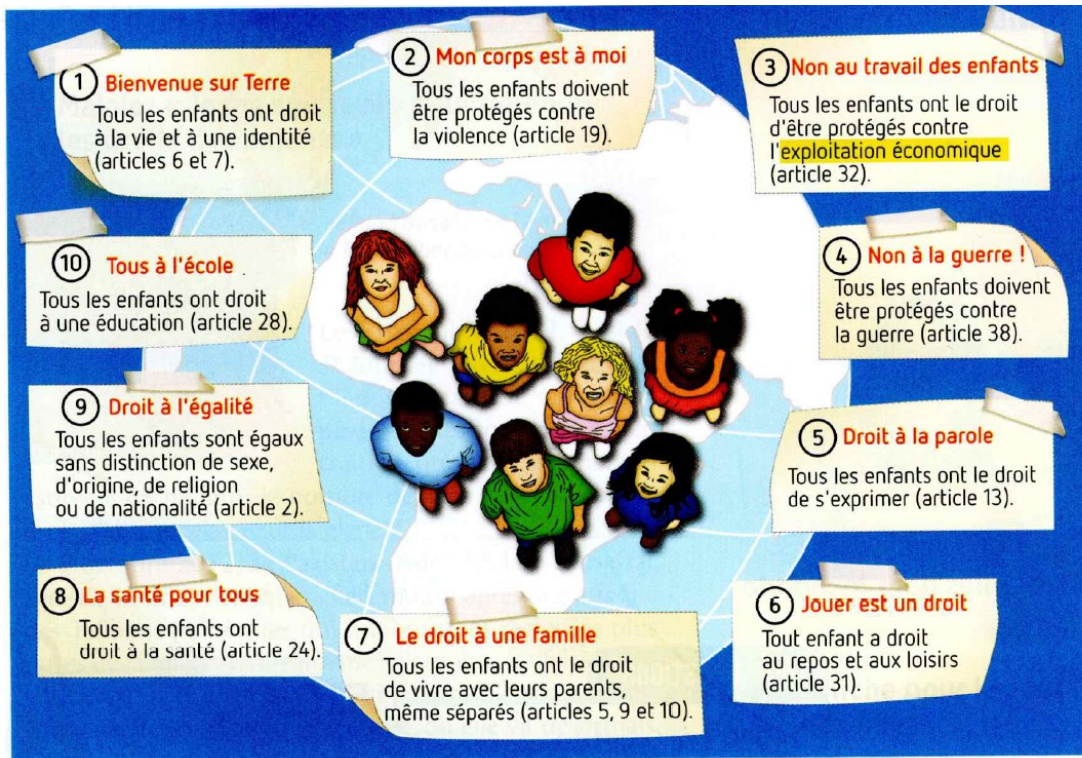 1 Bienvenue sur Terre
Tous les enfants ont droit
à la vie et à une identité
(articles 6 et 7).
2 Mon corps est à moi
Tous les enfants doivent
être protégés contre
la violence (article 19).
3 Non au travail des enfants
Tous les enfants ont le droit
d'être protégés contre
l'exploitation économique
(article 32).
4 Non à la guerre !
Tous les enfants doivent
être protégés contre
la guerre (article 38).
5 Droit à la parole
Tous les enfants ont le droit
de s'exprimer (article 13).
6 Jouer est un droit
Tout enfant a droit
au repos et aux loisirs
(article 31).
7 Le droit à une famille
Tous les enfants ont le droit
de vivre avec leurs parents,
même séparés (articles 5, 9 et 10).
8 La santé pour tous
Tous les enfants ont
droit à la santé (article 24).
9 Droit à l'égalité
Tous les enfants sont égaux
sans distinction de sexe,
d'origine, de religion
ou de nationalité (article 2).
10 Tous à l'école
Tous les enfants ont droit
à une éducation (article 28).